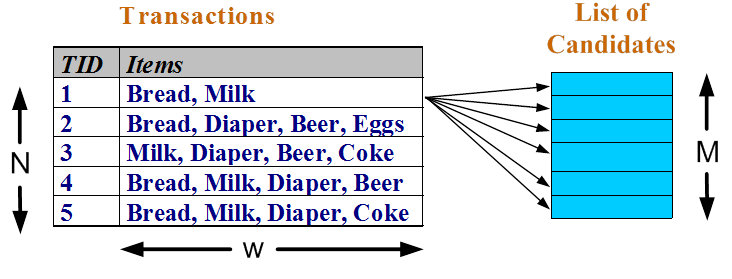 Transactions
List of
Candidates
TID Items
1 Bread, Milk
2 Bread, Diaper, Beer, Eggs
3 Milk, Diaper, Beer, Coke
4 Bread, Milk, Diaper, Beer
5 Bread, Milk, Diaper, Coke
N
M
W